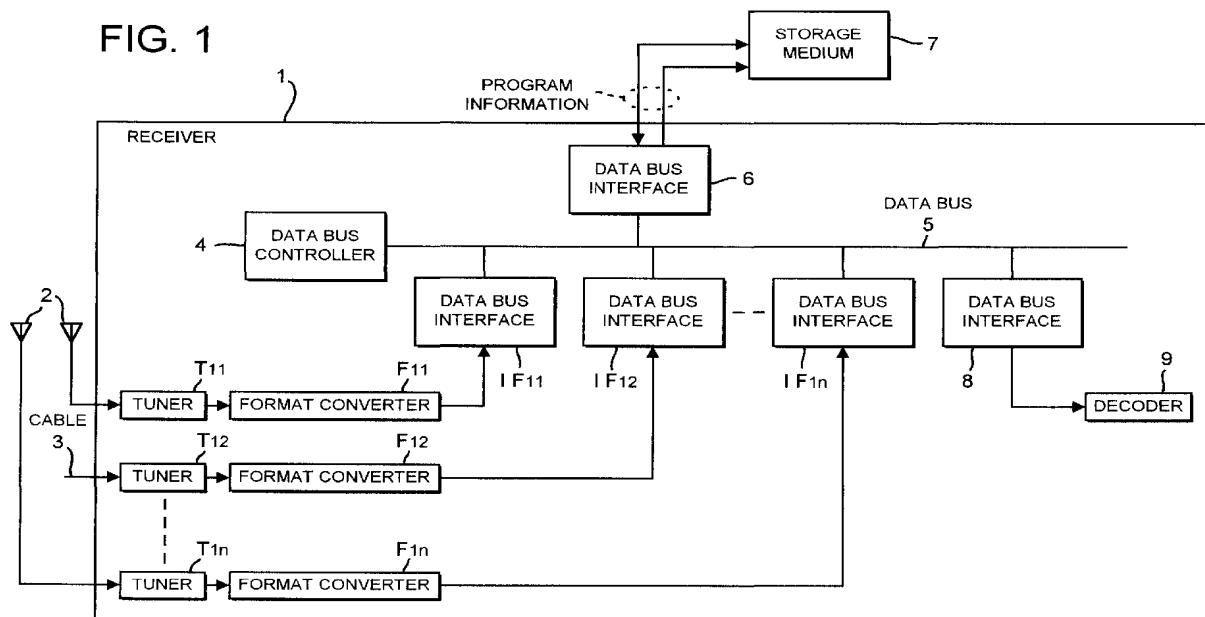 FIG. 1
STORAGE
MEDIUM
7
PROGRAM
INFORMATION
1
RECEIVER
DATA BUS
INTERFACE
6
DATA BUS
5
4
DATA BUS
CONTROLLER
2
DATA BUS
INTERFACE
DATA BUS
INTERFACE
DATA BUS
INTERFACE
DATA BUS
INTERFACE
I F11
I F12
I F1n
8
9
DECODER
T11
F11
TUNER
FORMAT CONVERTER
CABLE
3
T12
F12
TUNER
FORMAT CONVERTER
T1n
F1n
TUNER
FORMAT CONVERTER